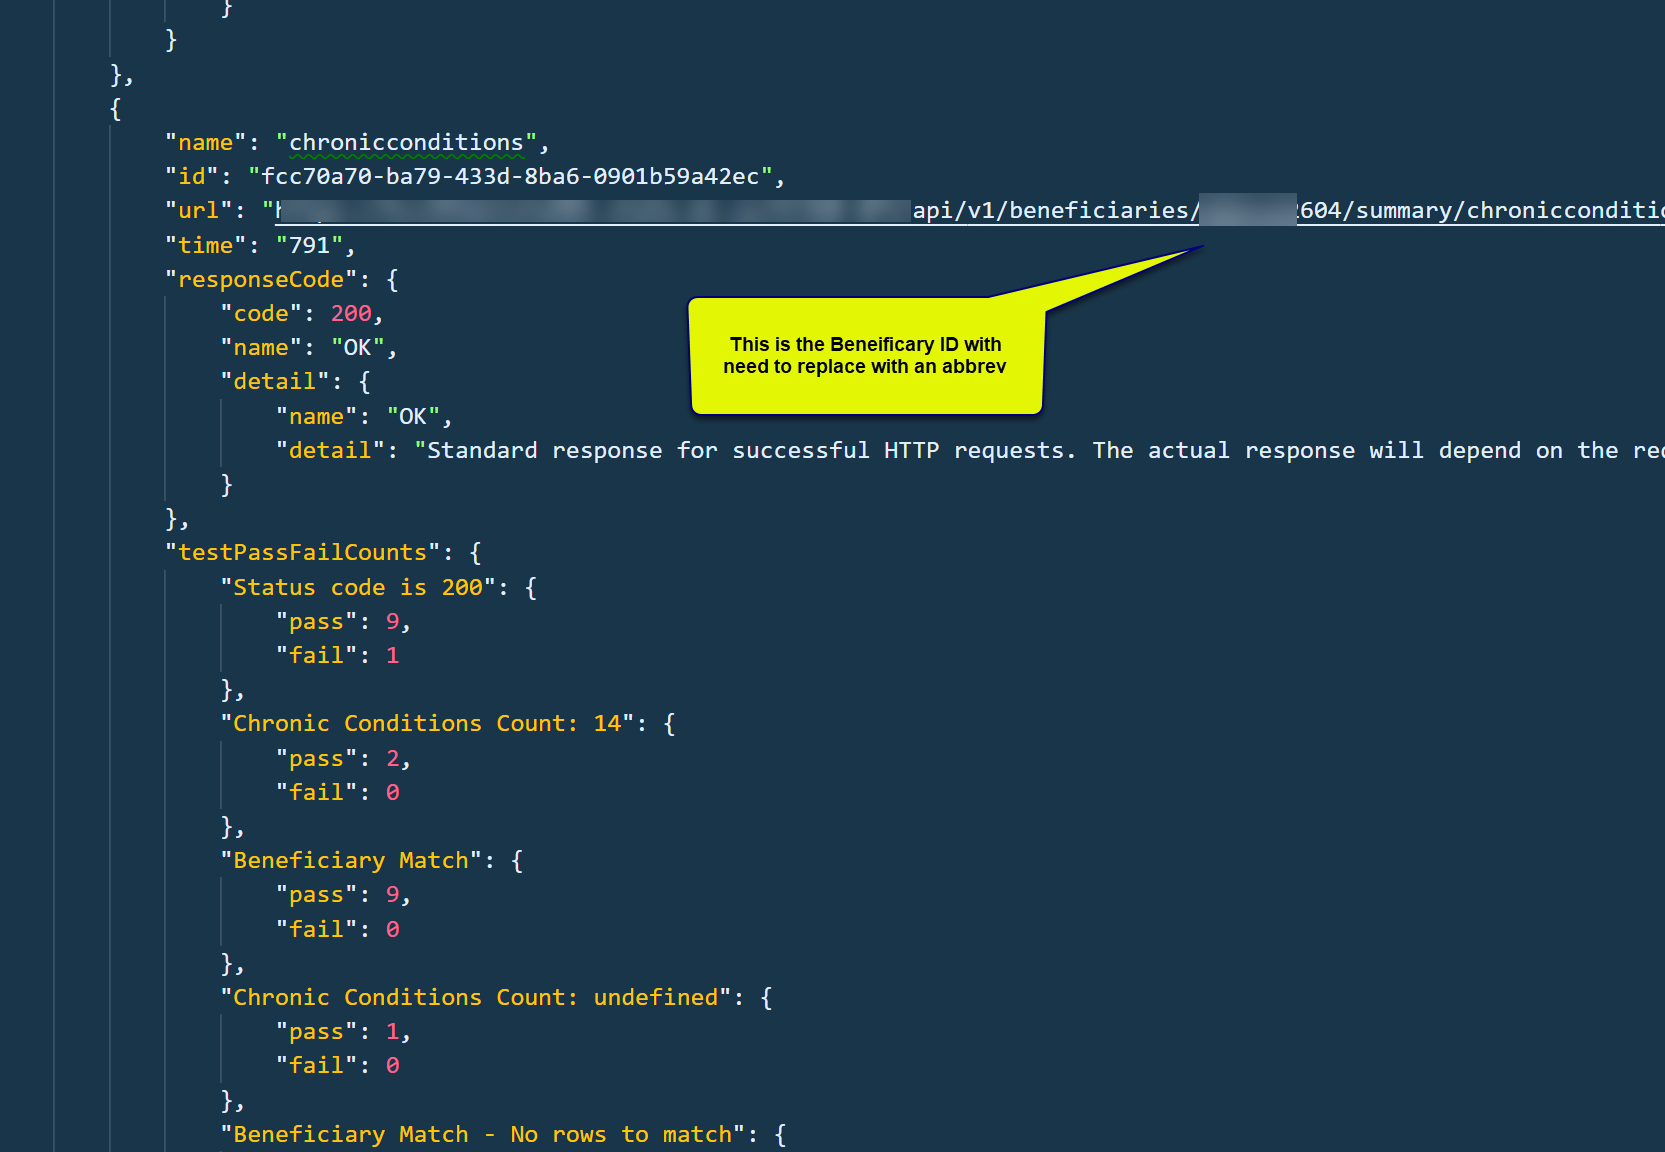 }
}
},
{
"name": "chronicconditions",
"id": "fcc70a70-ba79-433d-8ba6-0901b59a42ec",
"url": "h api/v1/beneficiaries/ 2604/summary/chronicconditi
"time": "791",
"responseCode": {
"code": 200,
"name": "OK",
"detail": {
"name": "OK",
"detail": "Standard response for successful HTTP requests. The actual response will depend on the req
}
},
This is the Beneificary ID with
need to replace with an abbrev
"testPassFailCounts": {
"Status code is 200": {
"pass": 9,
"fail": 1
},
"Chronic Conditions Count: 14": {
"pass": 2,
"fail": 0
},
"Beneficiary Match": {
"pass": 9,
"fail": 0
},
"Chronic Conditions Count: undefined": {
"pass": 1,
"fail": 0
},
"Beneficiary Match - No rows to match": {